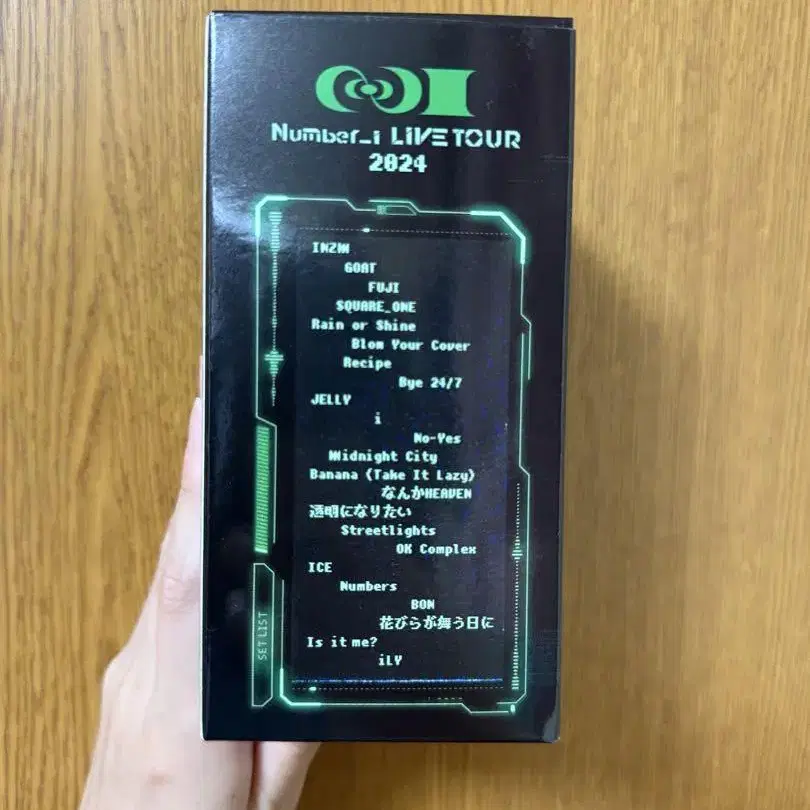 Number_i LIVE TOUR
2024
INZM
GOAT
FUJI
SQUARE_ONE
Rain or Shine
Blow Your Cover
Recipe
Bye 24/7
JELLY
i
No-Yes
Midnight City
Banana (Take It Lazy)
なんかHEAVEN
透明になりたい
Streetlights
OK Complex
ICE
Numbers
BON
花びらが舞う日に
Is it me?
iLY
SET LIST